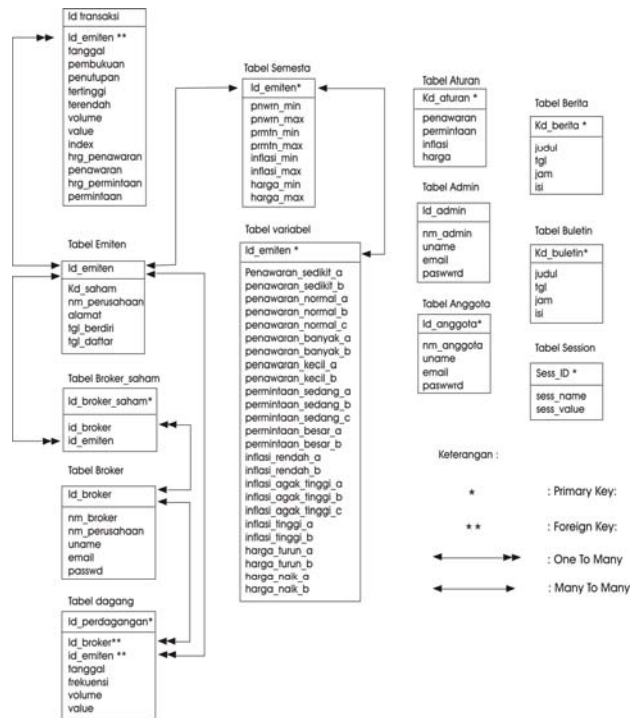 Id transaksi
Id_emiten **
tanggal
pembukuan
penutupan
tertinggi
terendah
volume
value
index
hrg_penawaran
penawaran
hrg_permintaan
permintaan
Tabel Emiten
Id_emiten
Kd_saham
nm_perusahaan
alamat
tgl_berdiri
tgl_daftar
Tabel Broker_saham
Id_broker_saham*
id_broker
id_emiten
Tabel Broker
Id_broker
nm_broker
nm_perusahaan
uname
email
passwd
Tabel dagang
Id_perdagangan*
Id_broker**
id_emiten **
tanggal
frekuensi
volume
value
Tabel Semesta
Id_emiten*
pnwrn_min
pnwrn_max
prmtn_min
prmtn_max
inflasi_min
inflasi_max
harga_min
harga_max
Tabel variabel
Id_emiten *
Penawaran_sedikit_a
penawaran_sedikit_b
penawaran_normal_a
penawaran_normal_b
penawaran_normal_c
penawaran_banyak_a
penawaran_banyak_b
penawaran_kecil_a
penawaran_kecil_b
permintaan_sedang_a
permintaan_sedang_b
permintaan_sedang_c
permintaan_besar_a
permintaan_besar_b
inflasi_rendah_a
inflasi_rendah_b
inflasi_agak_tinggi_a
inflasi_agak_tinggi_b
inflasi_agak_tinggi_c
inflasi_tinggi_a
inflasi_tinggi_b
harga_turun_a
harga_turun_b
harga_naik_a
harga_naik_b
Tabel Aturan
Kd_aturan *
penawaran
permintaan
inflasi
harga
Tabel Admin
Id_admin
nm_admin
uname
email
paswwrd
Tabel Anggota
Id_anggota*
nm_anggota
uname
email
paswwrd
Tabel Berita
Kd_berita *
judul
tgl
jam
isi
Tabel Buletin
Kd_buletin*
judul
tgl
jam
isi
Tabel Session
Sess_ID *
sess_name
sess_value
Keterangan :
* : Primary Key:
** : Foreign Key:
: One To Many
: Many To Many